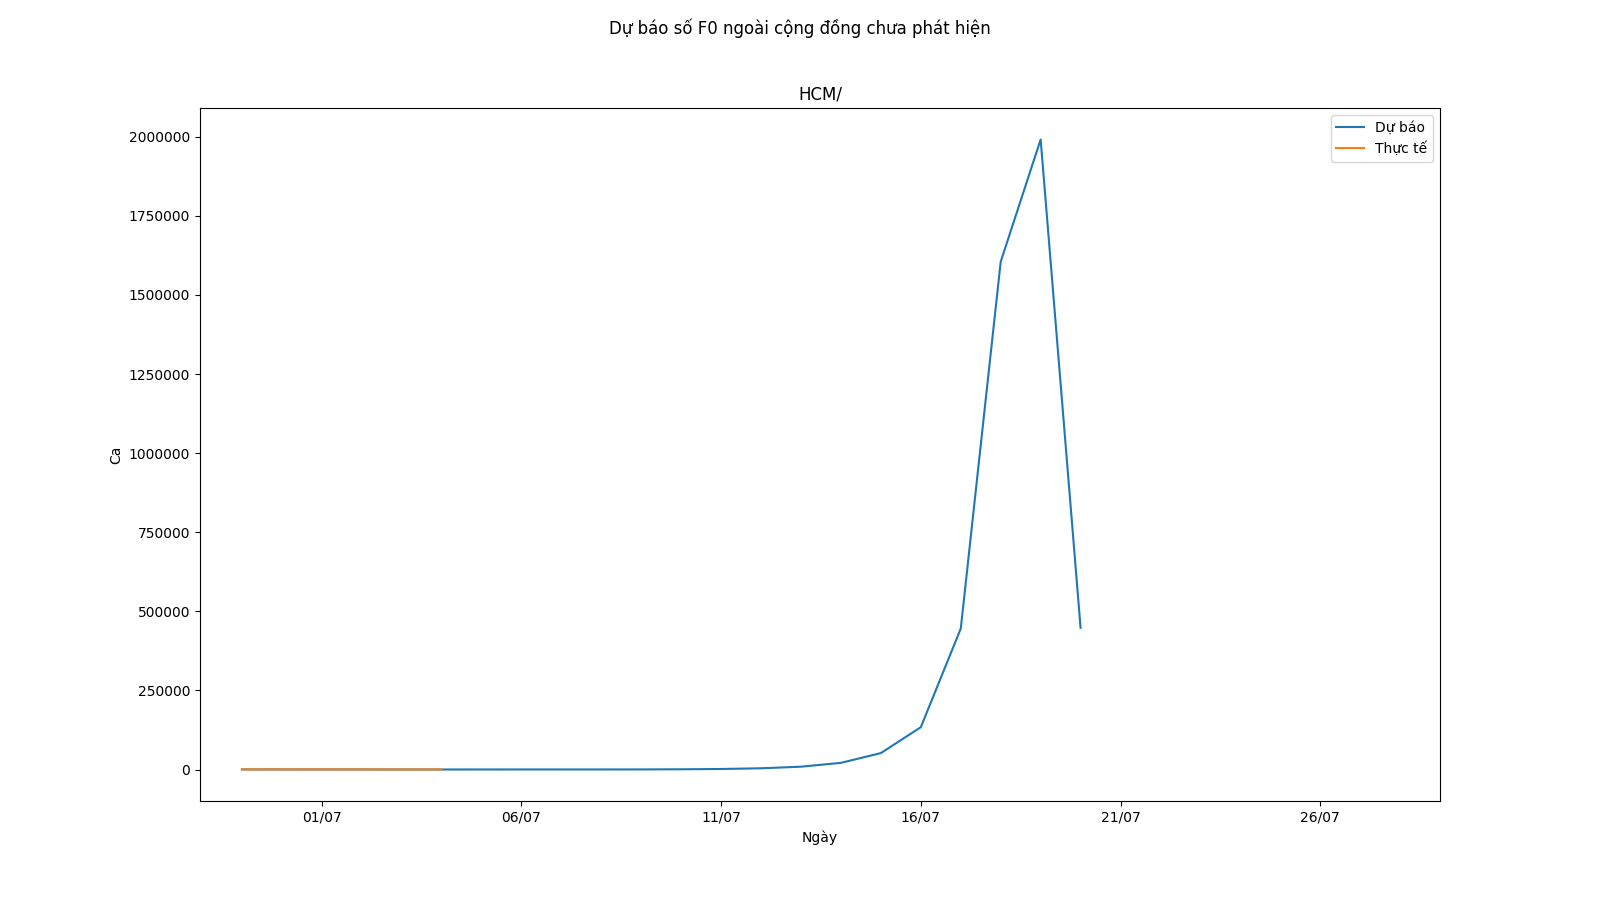 Dự báo số F0 ngoài cộng đồng chưa phát hiện
HCM/
Dự báo
Thực tế
2000000
1750000
1500000
1250000
1000000
750000
500000
250000
0
Ca
01/07
06/07
11/07
16/07
21/07
26/07
Ngày